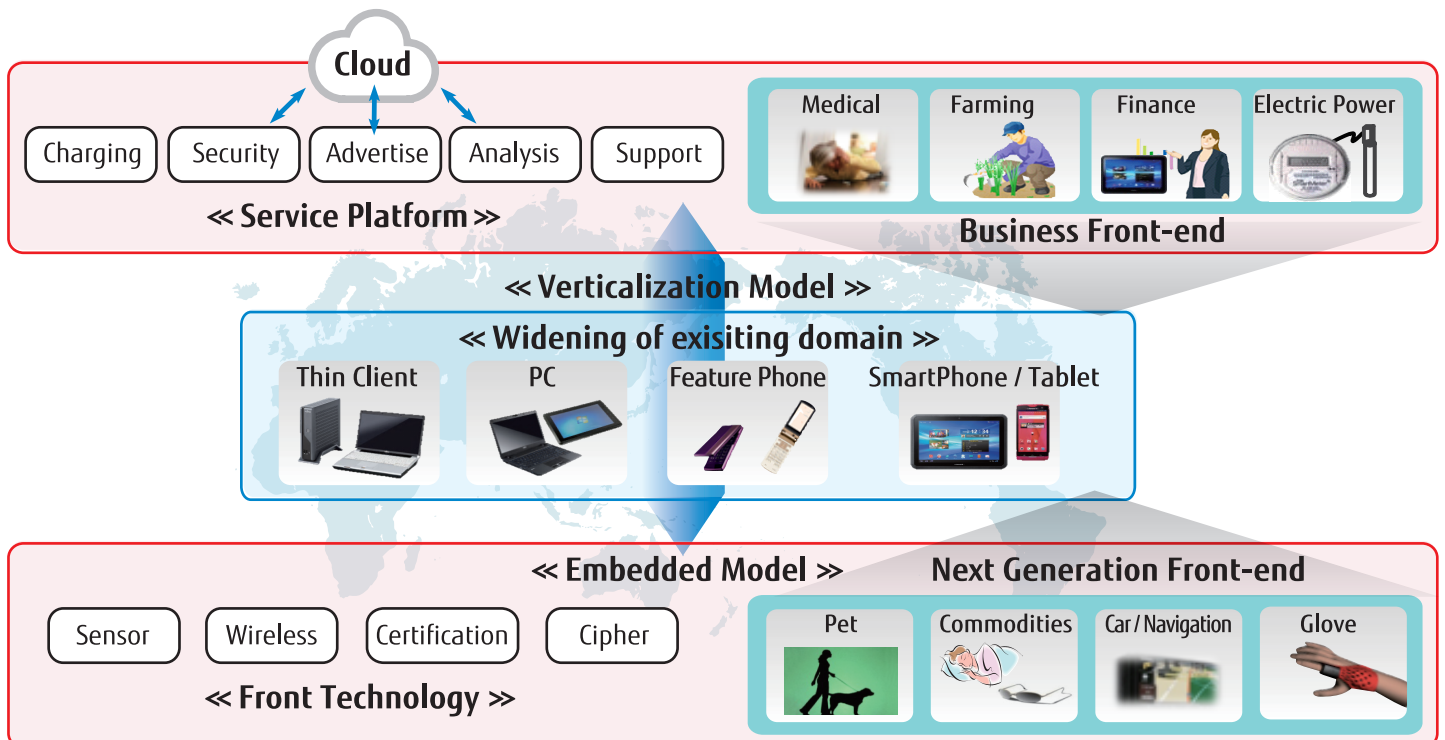 Cloud
Charging
Security
Advertise
Analysis
Support
≪ Service Platform ≫
Medical
Farming
Finance
Electric Power
Business Front-end
≪ Verticalization Model ≫
≪ Widening of exisiting domain ≫
Thin Client
PC
Feature Phone
SmartPhone / Tablet
≪ Embedded Model ≫
Next Generation Front-end
Sensor
Wireless
Certification
Cipher
≪ Front Technology ≫
Pet
Commodities
Car / Navigation
Glove